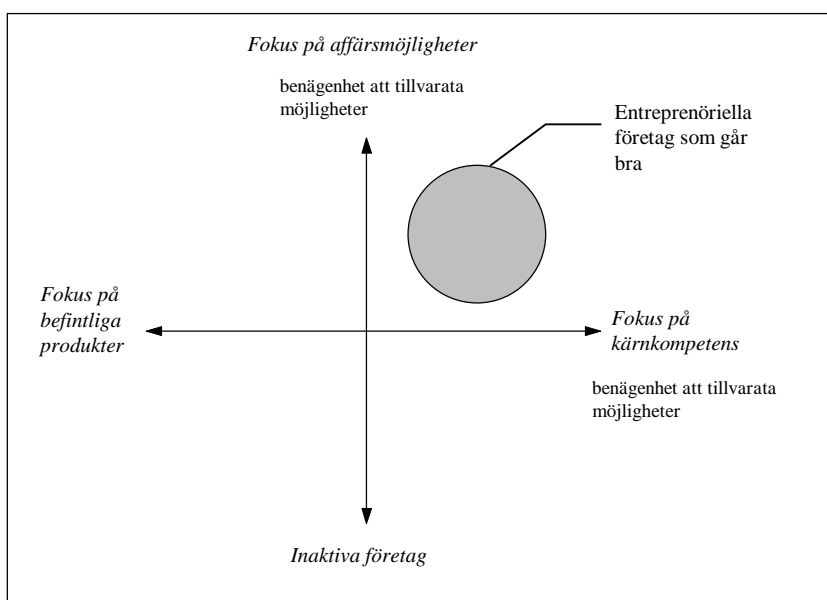 Fokus på affärsmöjligheter
benägenhet att tillvarata
möjligheter
Entreprenöriella
företag som går
bra
Fokus på
befintliga
produkter
Fokus på
kärnkompetens
benägenhet att tillvarata
möjligheter
Inaktiva företag